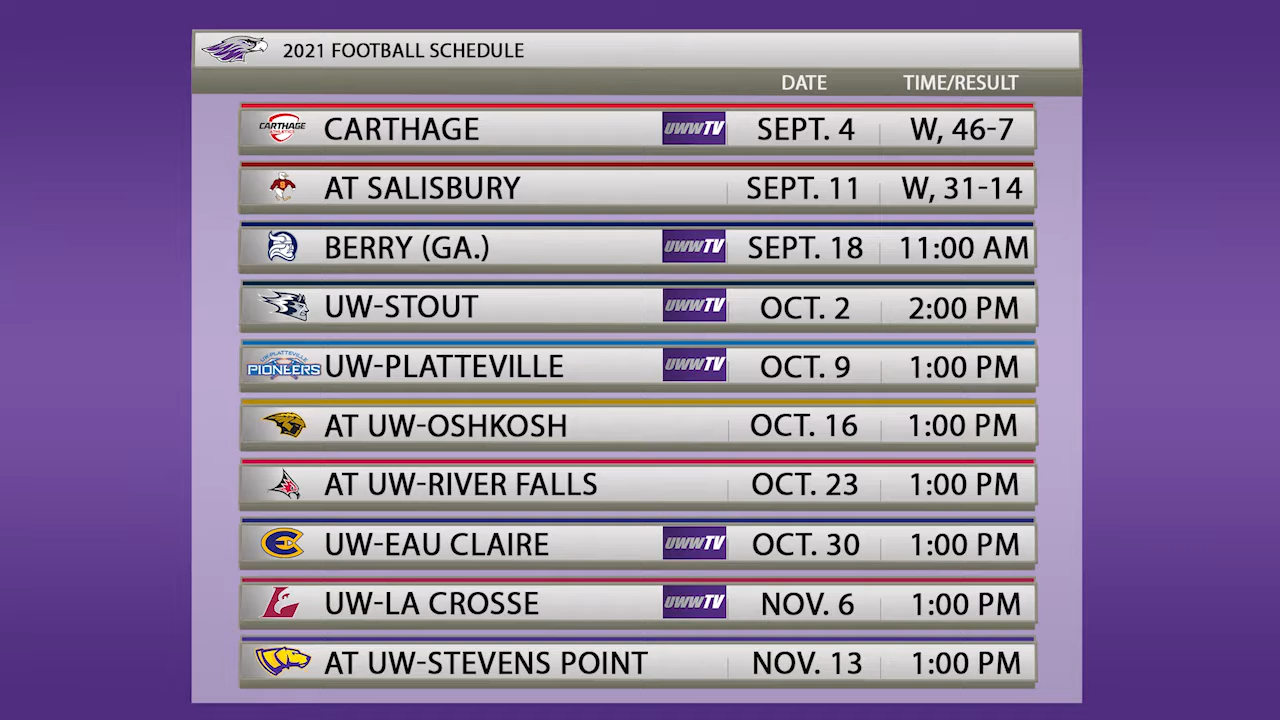 2021 FOOTBALL SCHEDULE
DATE TIME/RESULT
CARTHAGE ATHLETICS CARTHAGE UWWTV SEPT. 4 W, 46-7
AT SALISBURY SEPT. 11 W, 31-14
BERRY (GA.) UWWTV SEPT. 18 11:00 AM
UW-STOUT UWWTV OCT. 2 2:00 PM
UW-PLATTEVILLE PIONEERS UW-PLATTEVILLE UWWTV OCT. 9 1:00 PM
AT UW-OSHKOSH OCT. 16 1:00 PM
AT UW-RIVER FALLS OCT. 23 1:00 PM
UW-EAU CLAIRE UWWTV OCT. 30 1:00 PM
UW-LA CROSSE UWWTV NOV. 6 1:00 PM
AT UW-STEVENS POINT NOV. 13 1:00 PM